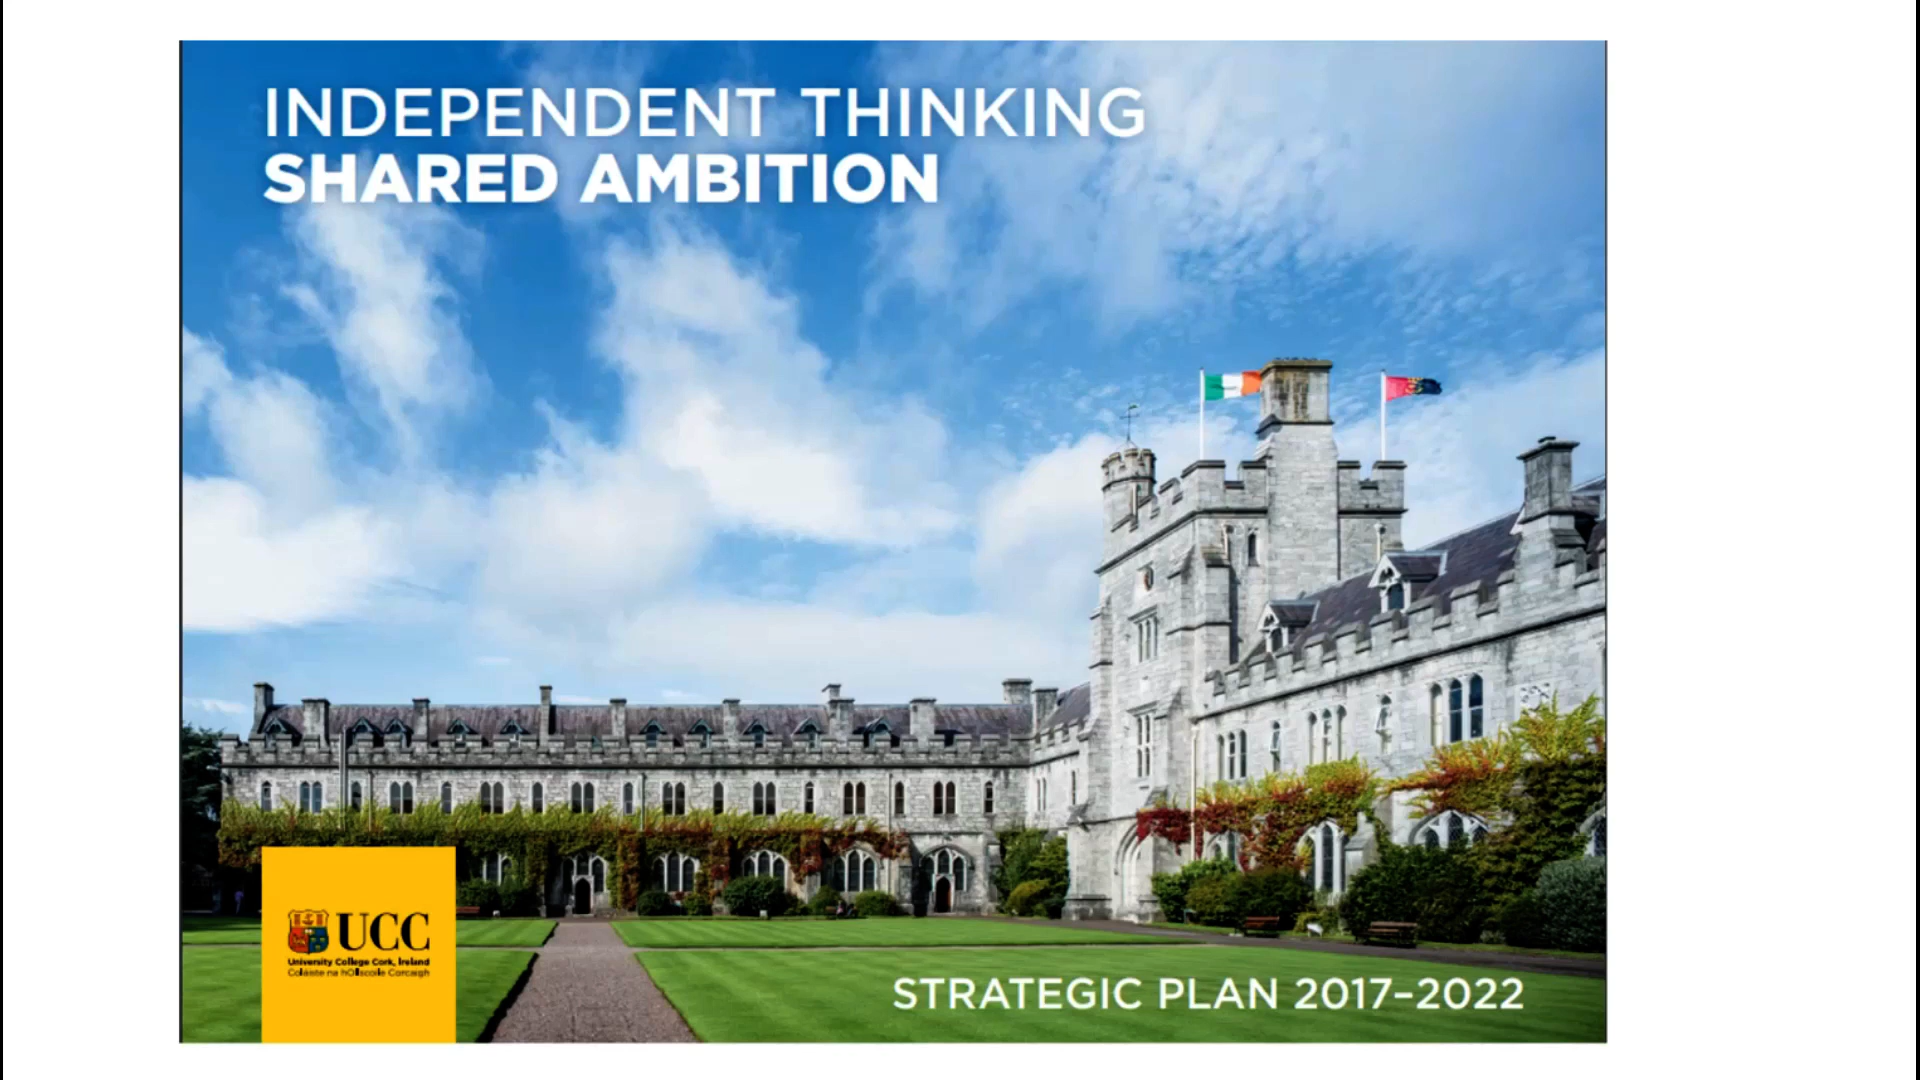 INDEPENDENT THINKING
SHARED AMBITION
UCC
University College Cork, Ireland
Coláiste na hOllscoile Corcaigh
STRATEGIC PLAN 2017–2022